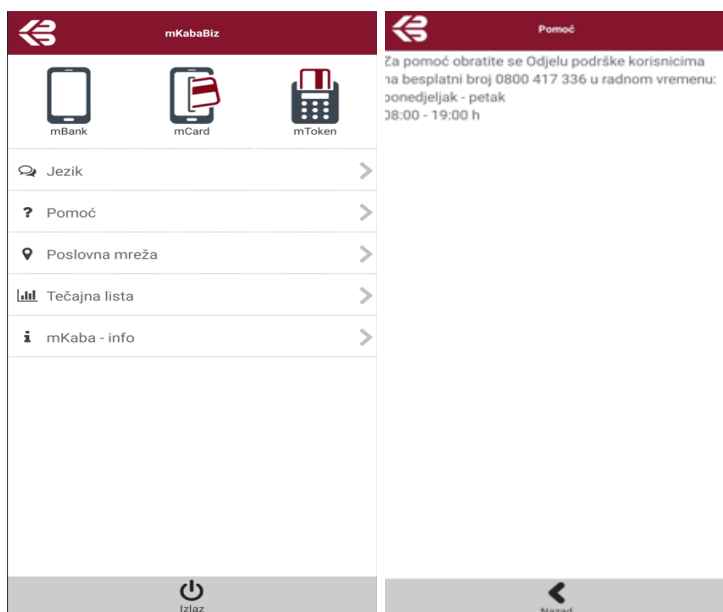 mKabaBiz
mBank
mCard
mToken
Jezik
Pomoć
Poslovna mreža
Tečajna lista
mKaba - info
Izlaz
Pomoć
Za pomoć obratite se Odjelu podrške korisnicima
na besplatni broj 0800 417 336 u radnom vremenu:
ponedjeljak - petak
08:00 - 19:00 h
Nazad